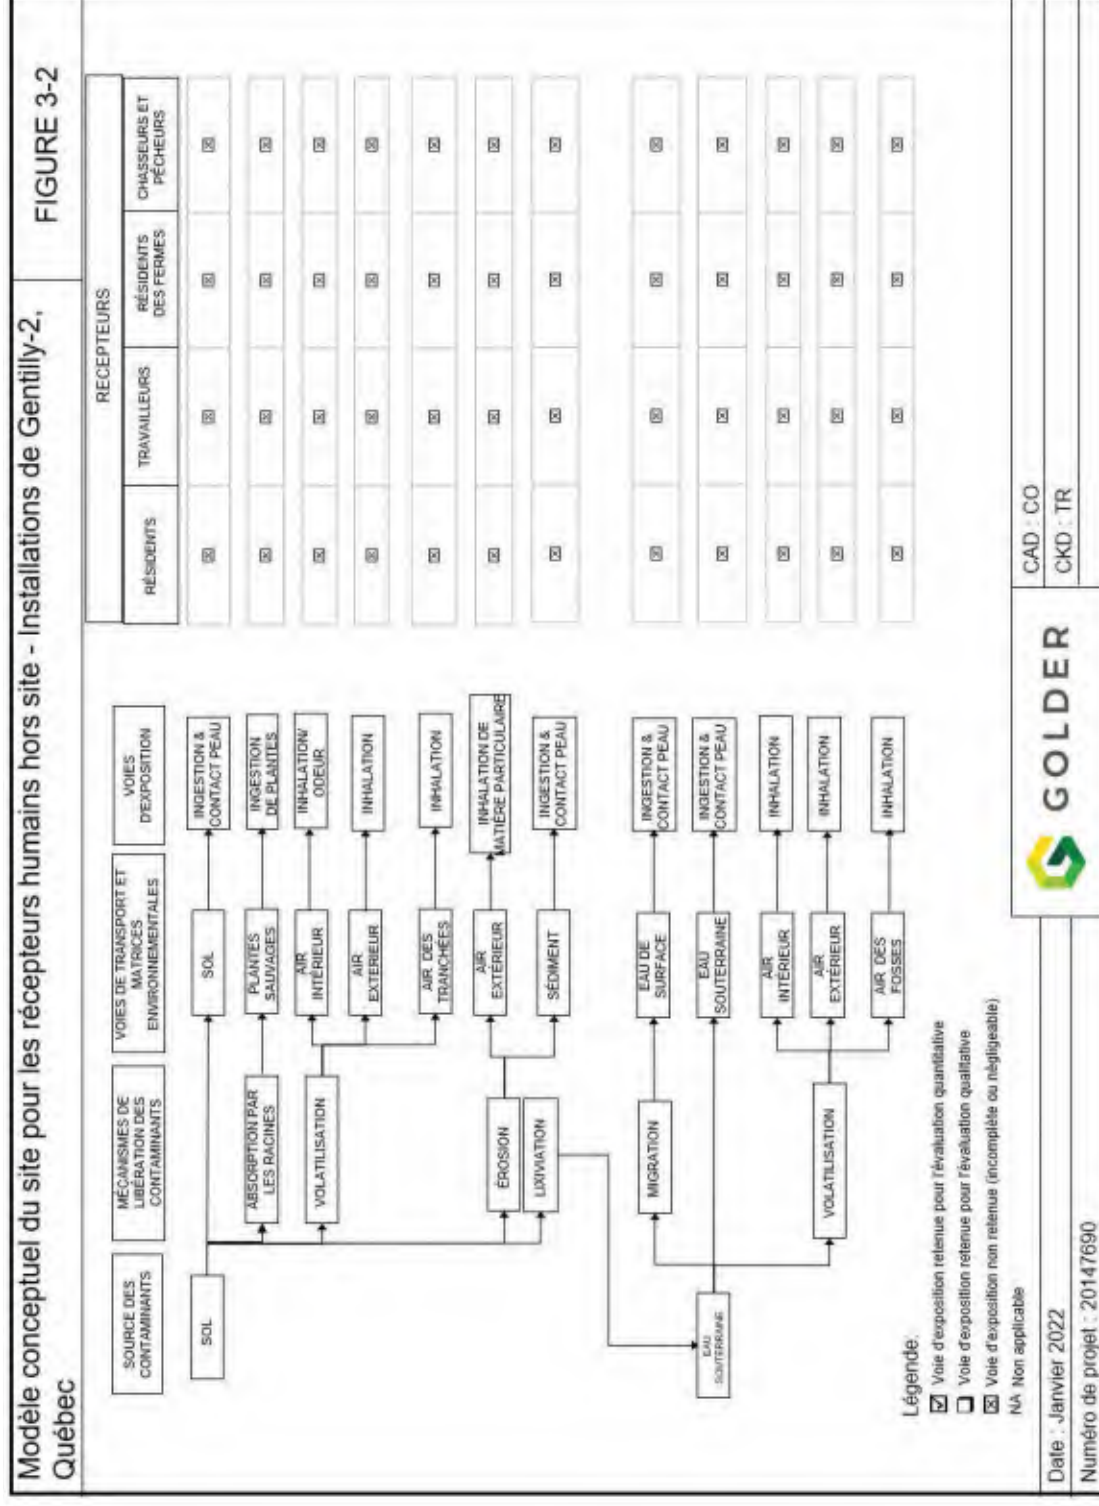 Modèle conceptuel du site pour les récepteurs humains hors site - Installations de Gentilly-2,
Québec
FIGURE 3-2
RECEPTEURS
SOURCE DES
CONTAMINANTS
MÉCANISMES DE
LIBÉRATION DES
CONTAMINANTS
VOIES DE TRANSPORT ET
MATRICES
ENVIRONNEMENTALES
VOIES
D'EXPOSITION
RÉSIDENTS
TRAVAILLEURS
RÉSIDENTS
DES FERMES
CHASSEURS ET
PÊCHEURS
SOL
SOL
INGESTION &
CONTACT PEAU
☒ ☒ ☒ ☒
ABSORPTION PAR
LES RACINES
PLANTES
SAUVAGES
INGESTION
DE PLANTES
☒ ☒ ☒ ☒
VOLATILISATION
AIR
INTÉRIEUR
INHALATION/
ODEUR
☒ ☒ ☒ ☒
AIR
EXTERIEUR
INHALATION
☒ ☒ ☒ ☒
AIR DES
TRANCHÉES
INHALATION
☒ ☒ ☒ ☒
ÉROSION
AIR
EXTÉRIEUR
INHALATION DE
MATIÈRE PARTICULAIRE
☒ ☒ ☒ ☒
LIXIVIATION
SÉDIMENT
INGESTION &
CONTACT PEAU
☒ ☒ ☒ ☒
MIGRATION
EAU DE
SURFACE
INGESTION &
CONTACT PEAU
☒ ☒ ☒ ☒
EAU
SOUTERRAINE
EAU
SOUTERRAINE
INGESTION &
CONTACT PEAU
☒ ☒ ☒ ☒
AIR
INTÉRIEUR
INHALATION
☒ ☒ ☒ ☒
VOLATILISATION
AIR
EXTÉRIEUR
INHALATION
☒ ☒ ☒ ☒
AIR DES
FOSSES
INHALATION
☒ ☒ ☒ ☒
Légende:
☑ Voie d'exposition retenue pour l'évaluation quantitative
☐ Voie d'exposition retenue pour l'évaluation qualitative
☒ Voie d'exposition non retenue (incomplète ou négligeable)
NA Non applicable
Date : Janvier 2022
Numéro de projet : 20147690
GOLDER
CAD : CO
CKD : TR